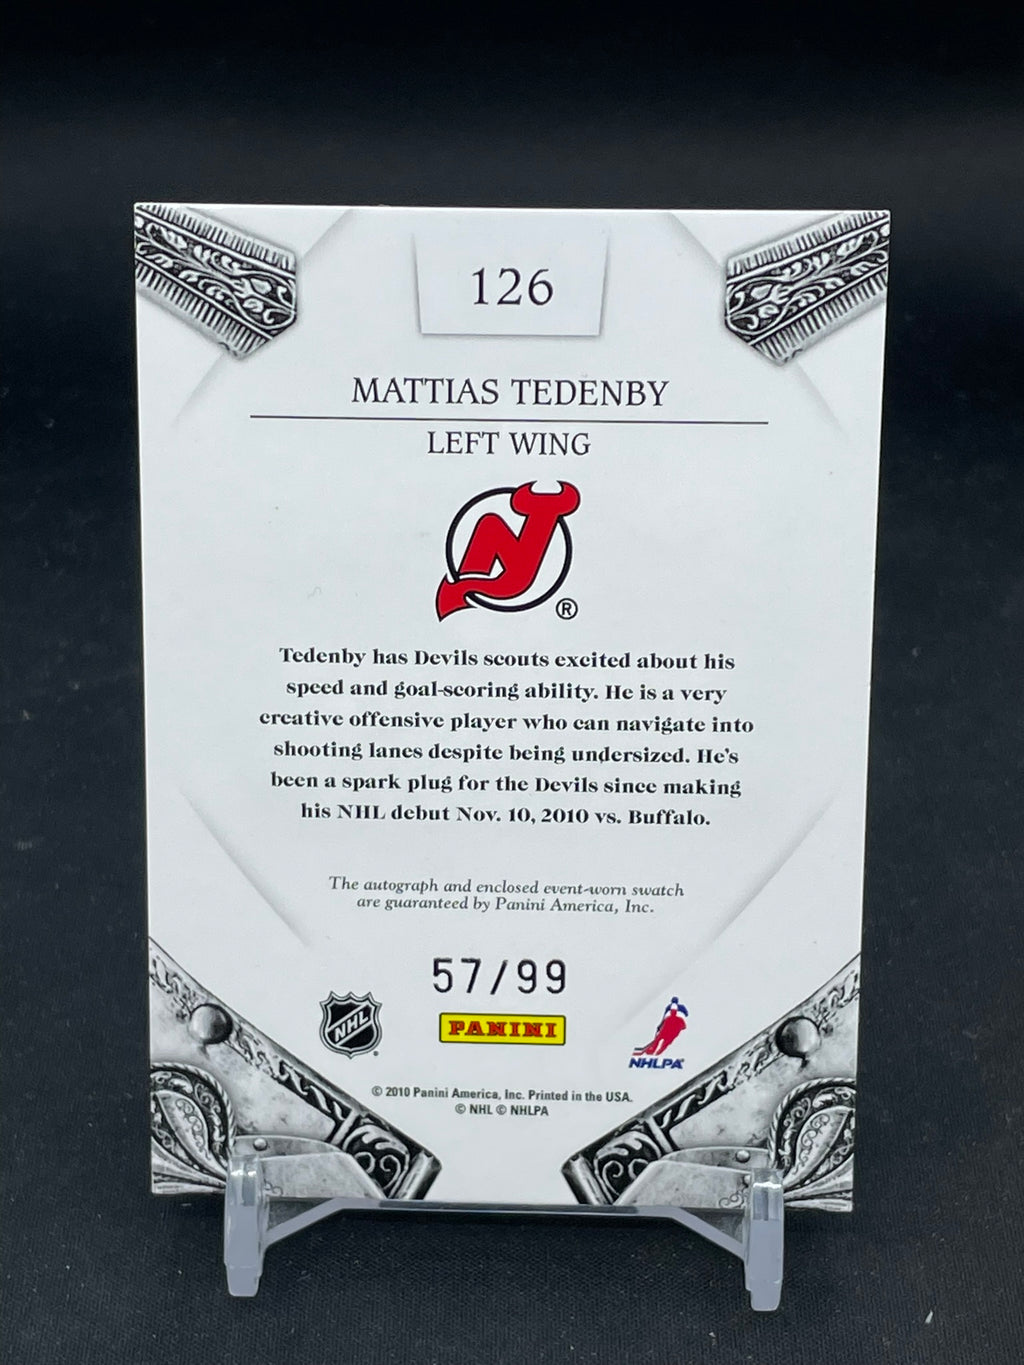 126
MATTIAS TEDENBY
LEFT WING
®
Tedenby has Devils scouts excited about his
speed and goal-scoring ability. He is a very
creative offensive player who can navigate into
shooting lanes despite being undersized. He's
been a spark plug for the Devils since making
his NHL debut Nov. 10, 2010 vs. Buffalo.
The autograph and enclosed event-worn swatch
are guaranteed by Panini America, Inc.
57/99
NHL
PANINI
NHLPA
© 2010 Panini America, Inc. Printed in the USA.
© NHL © NHLPA